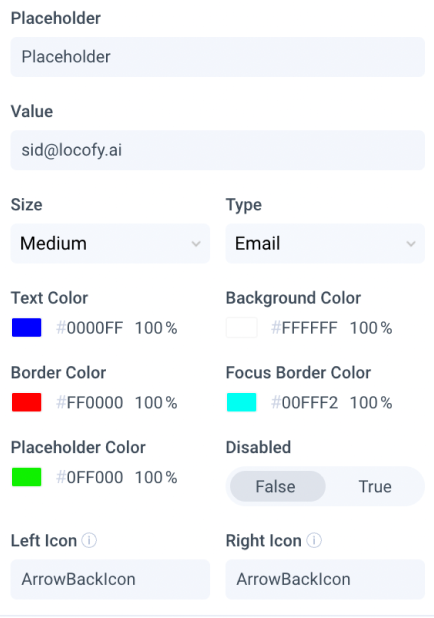 Placeholder
Placeholder
Value
sid@locofy.ai
Size Type
Medium Email
Text Color Background Color
#0000FF 100% #FFFFFF 100%
Border Color Focus Border Color
#FF0000 100% #00FFF2 100%
Placeholder Color Disabled
#0FF000 100% False True
Left Icon ⓘ Right Icon ⓘ
ArrowBackIcon ArrowBackIcon